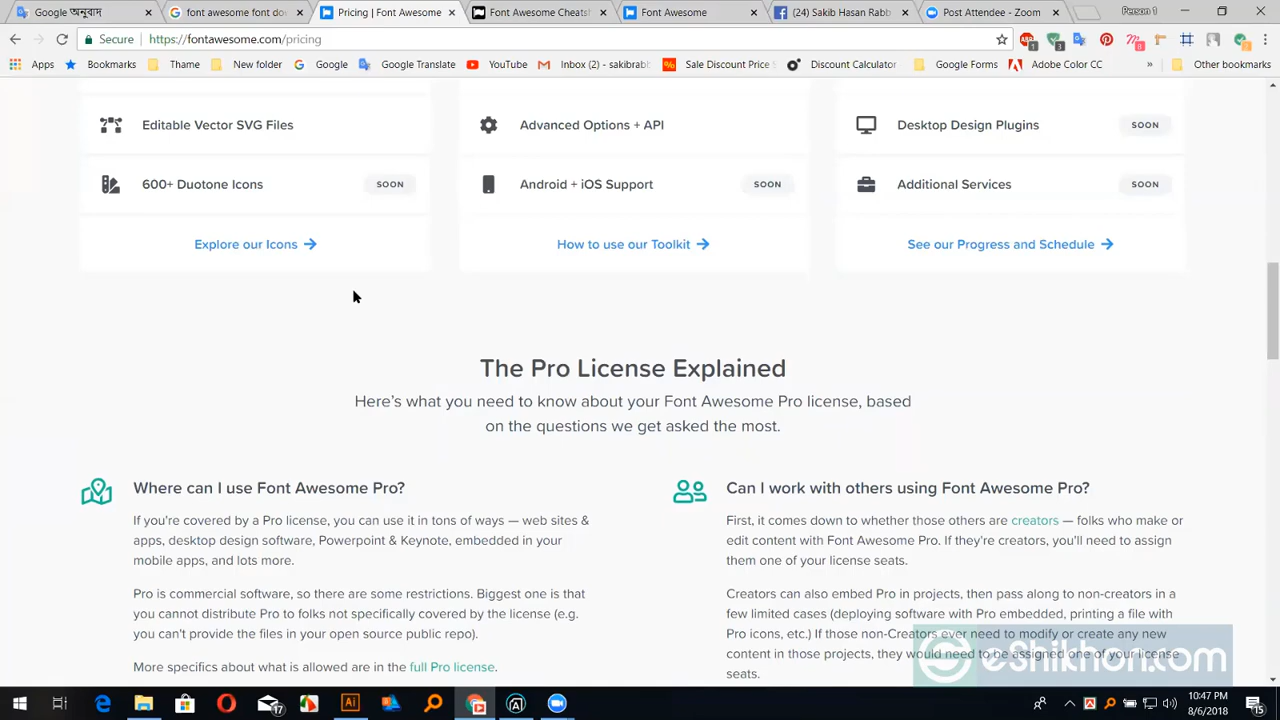 Google অনুবাদ
font awesome font do
Pricing | Font Awesome
Font Awesome Cheatsh
Font Awesome
(24) Sakib Hasan Rabb
Post Attendee - Zoom
Person 1
Secure
https://fontawesome.com/pricing
Apps
Bookmarks
Thame
New folder
Google
Google Translate
YouTube
Inbox (2) - sakibrabb
Sale Discount Price
Discount Calculator
Google Forms
Adobe Color CC
»
Other bookmarks
Editable Vector SVG Files
Advanced Options + API
Desktop Design Plugins
SOON
600+ Duotone Icons
SOON
Android + iOS Support
SOON
Additional Services
SOON
Explore our Icons →
How to use our Toolkit →
See our Progress and Schedule →
The Pro License Explained
Here's what you need to know about your Font Awesome Pro license, based
on the questions we get asked the most.
Where can I use Font Awesome Pro?
If you're covered by a Pro license, you can use it in tons of ways — web sites &
apps, desktop design software, Powerpoint & Keynote, embedded in your
mobile apps, and lots more.
Pro is commercial software, so there are some restrictions. Biggest one is that
you cannot distribute Pro to folks not specifically covered by the license (e.g.
you can't provide the files in your open source public repo).
More specifics about what is allowed are in the full Pro license.
Can I work with others using Font Awesome Pro?
First, it comes down to whether those others are creators — folks who make or
edit content with Font Awesome Pro. If they're creators, you'll need to assign
them one of your license seats.
Creators can also embed Pro in projects, then pass along to non-creators in a
few limited cases (deploying software with Pro embedded, printing a file with
Pro icons, etc.) If those non-Creators ever need to modify or create any new
content in those projects, they would need to be assigned one of your license
seats.
eShikhon.com
17
10:47 PM
8/6/2018
15